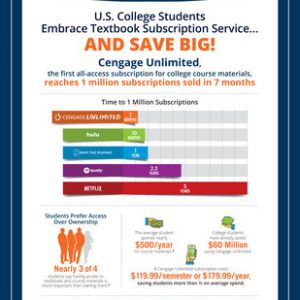 U.S. College Students
Embrace Textbook Subscription Service...
AND SAVE BIG!
Cengage Unlimited,
the first all-access subscription for college course materials,
reaches 1 million subscriptions sold in 7 months
Time to 1 Million Subscriptions
CENGAGE UNLIMITED
7 MONTHS
hulu
10 MONTHS
RENT THE RUNWAY
1 YEAR
Spotify
2.3 YEARS
NETFLIX
Students Prefer Access
Over Ownership
Nearly 3 of 4
students say having access to
textbooks and course materials is
more important than owning them.
The average student
spends nearly
$500/year
on course materials
College students
have already saved
$60 Million
using Cengage Unlimited.
A Cengage Unlimited subscription costs
$119.99/semester or $179.99/year,
saving students more than ½ on average spend.